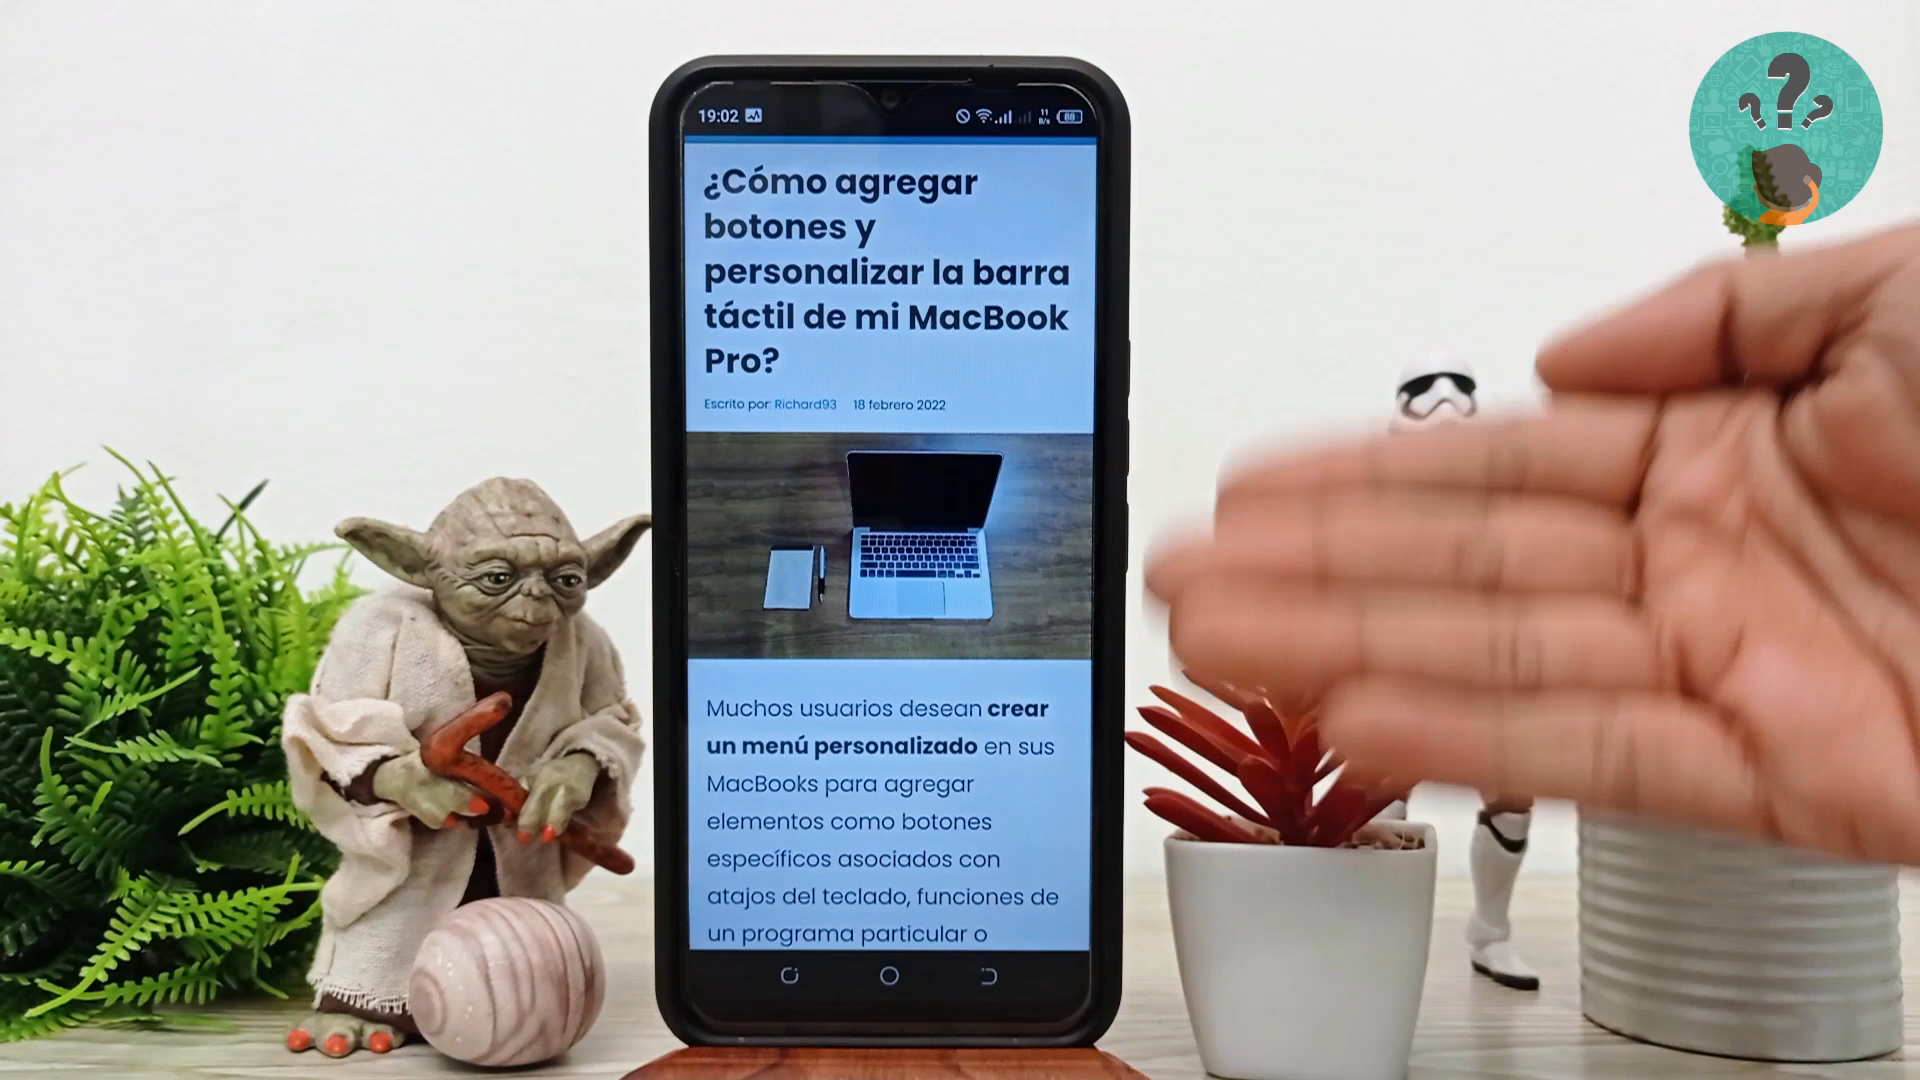 19:02
11
B/s
88
¿Cómo agregar
botones y
personalizar la barra
táctil de mi MacBook
Pro?
Escrito por: Richard93 18 febrero 2022
Muchos usuarios desean crear
un menú personalizado en sus
MacBooks para agregar
elementos como botones
específicos asociados con
atajos del teclado, funciones de
un programa particular o
???